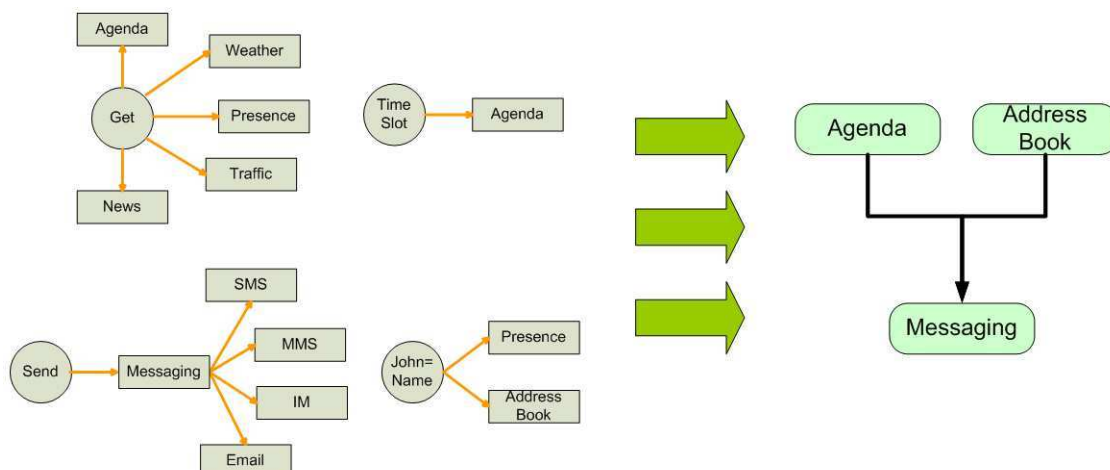 Agenda
Weather
Get
Presence
Traffic
News
Time
Slot
Agenda
SMS
MMS
Send
Messaging
IM
Email
John=
Name
Presence
Address
Book
Agenda
Address
Book
Messaging